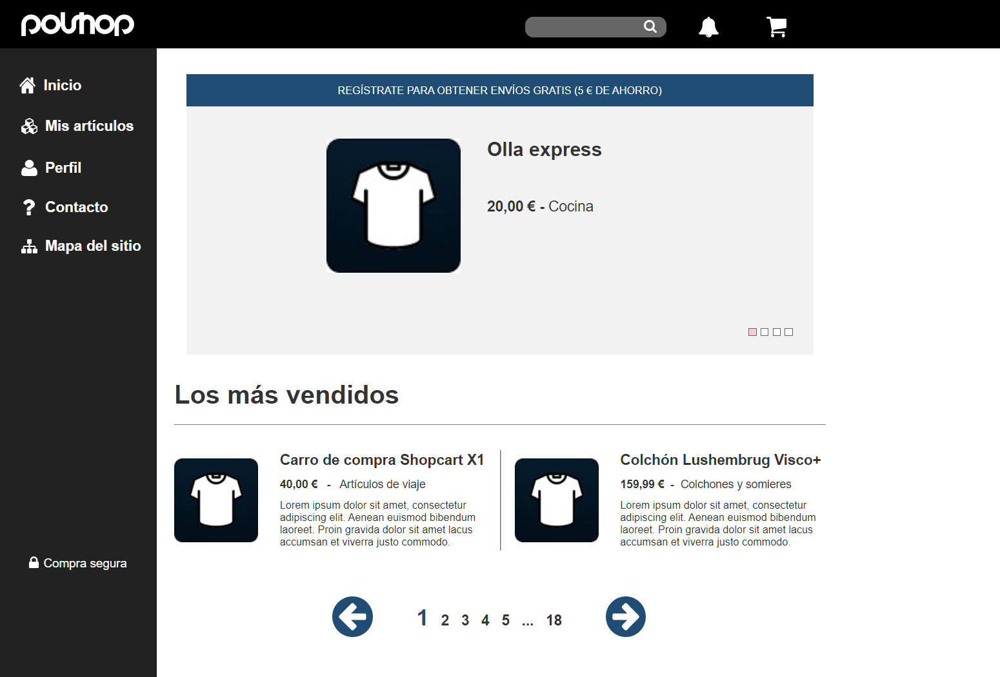 polishop
Inicio
Mis artículos
Perfil
Contacto
Mapa del sitio
Compra segura
REGÍSTRATE PARA OBTENER ENVÍOS GRATIS (5 € DE AHORRO)
Olla express
20,00 € - Cocina
Los más vendidos
Carro de compra Shopcart X1
40,00 € - Artículos de viaje
Lorem ipsum dolor sit amet, consectetur
adipiscing elit. Aenean euismod bibendum
laoreet. Proin gravida dolor sit amet lacus
accumsan et viverra justo commodo.
Colchón Lushembrug Visco+
159,99 € - Colchones y somieres
Lorem ipsum dolor sit amet, consectetur
adipiscing elit. Aenean euismod bibendum
laoreet. Proin gravida dolor sit amet lacus
accumsan et viverra justo commodo.
1 2 3 4 5 ... 18